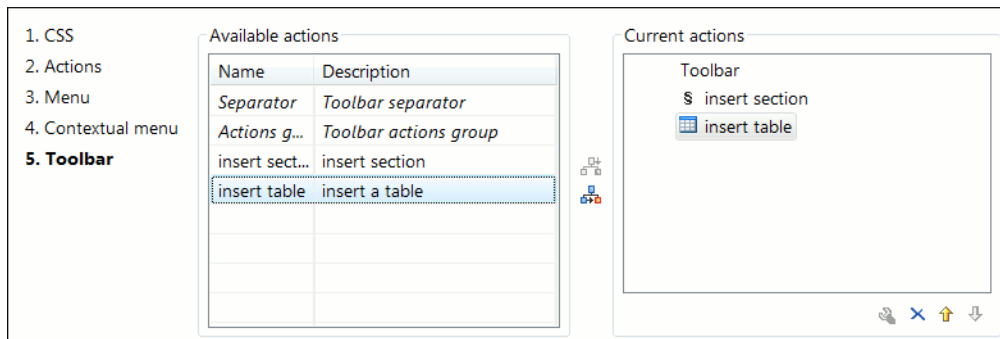 1. CSS
2. Actions
3. Menu
4. Contextual menu
5. Toolbar
Available actions
Name Description
Separator Toolbar separator
Actions g... Toolbar actions group
insert sect... insert section
insert table insert a table
Current actions
Toolbar
§ insert section
insert table